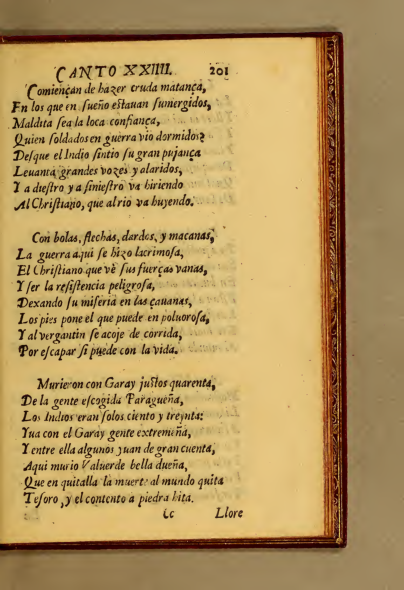 CANTO XXIIII. 201
Comiençan de hazer cruda matança,
En los que en ſueño eſtauan ſumergidos,
Maldita ſea la loca confiança,
Quien ſoldados en guerra vio dormidos?
Deſque el Indio ſintio ſu gran pujança
Leuanta grandes vozes y alaridos,
Y a dieſtro y a ſinieſtro va hiriendo
Al Chriſtiano, que al rio va huyendo.
Con bolas, flechas, dardos, y macanas,
La guerra aqui ſe hizo lacrimoſa,
El Chriſtiano que vè ſus fuerças vanas,
Y ſer la reſiſtencia peligroſa,
Dexando ſu miſeria en las çauanas,
Los pies pone el que puede en poluoroſa,
Y al vergantin ſe acoje de corrida,
Por eſcapar ſi puede con la vida.
Murieron con Garay juſtos quarenta,
De la gente eſcogida Paragueña,
Los Indios eran ſolos ciento y treynta:
Yua con el Garay gente extremeña,
Y entre ella algunos yuan de gran cuenta,
Aqui murio Valuerde bella dueña,
Que en quitalla la muerte al mundo quita
Teſoro, y el contento a piedra hita.
Cc Llore